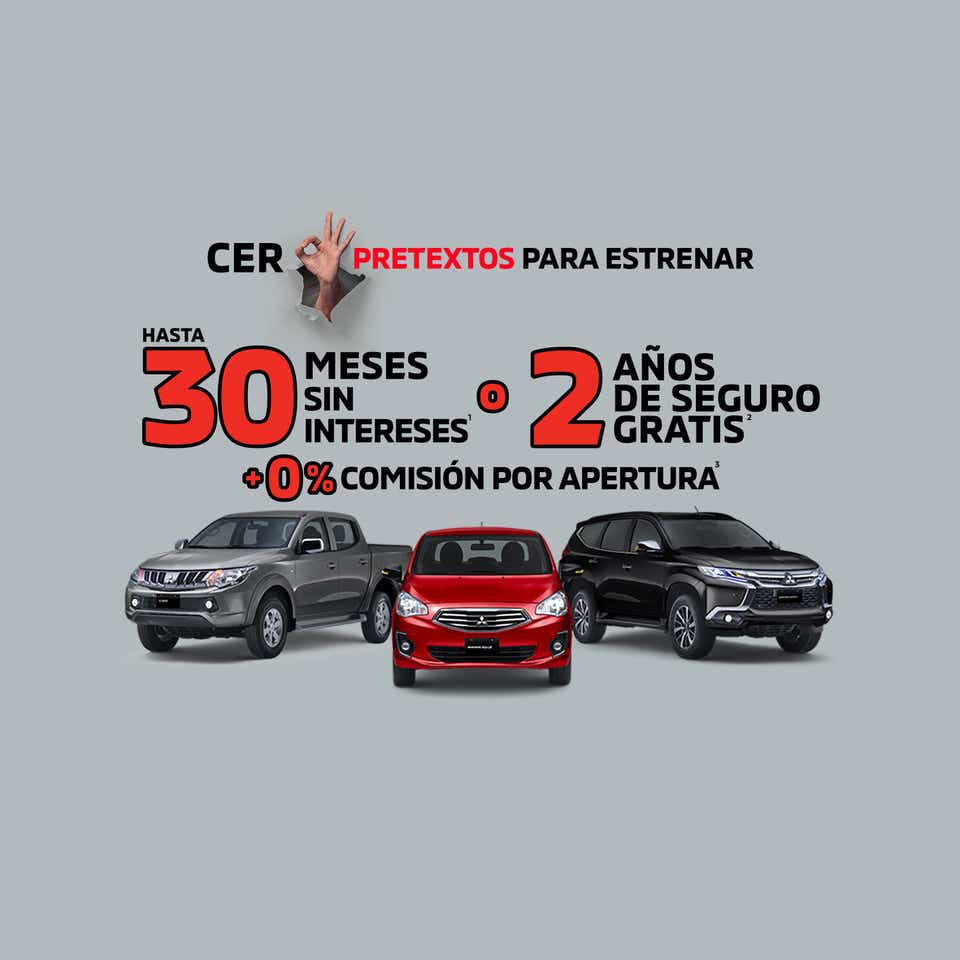 CER PRETEXTOS PARA ESTRENAR
HASTA
30 MESES SIN INTERESES¹ o 2 AÑOS DE SEGURO GRATIS²
+0% COMISIÓN POR APERTURA³